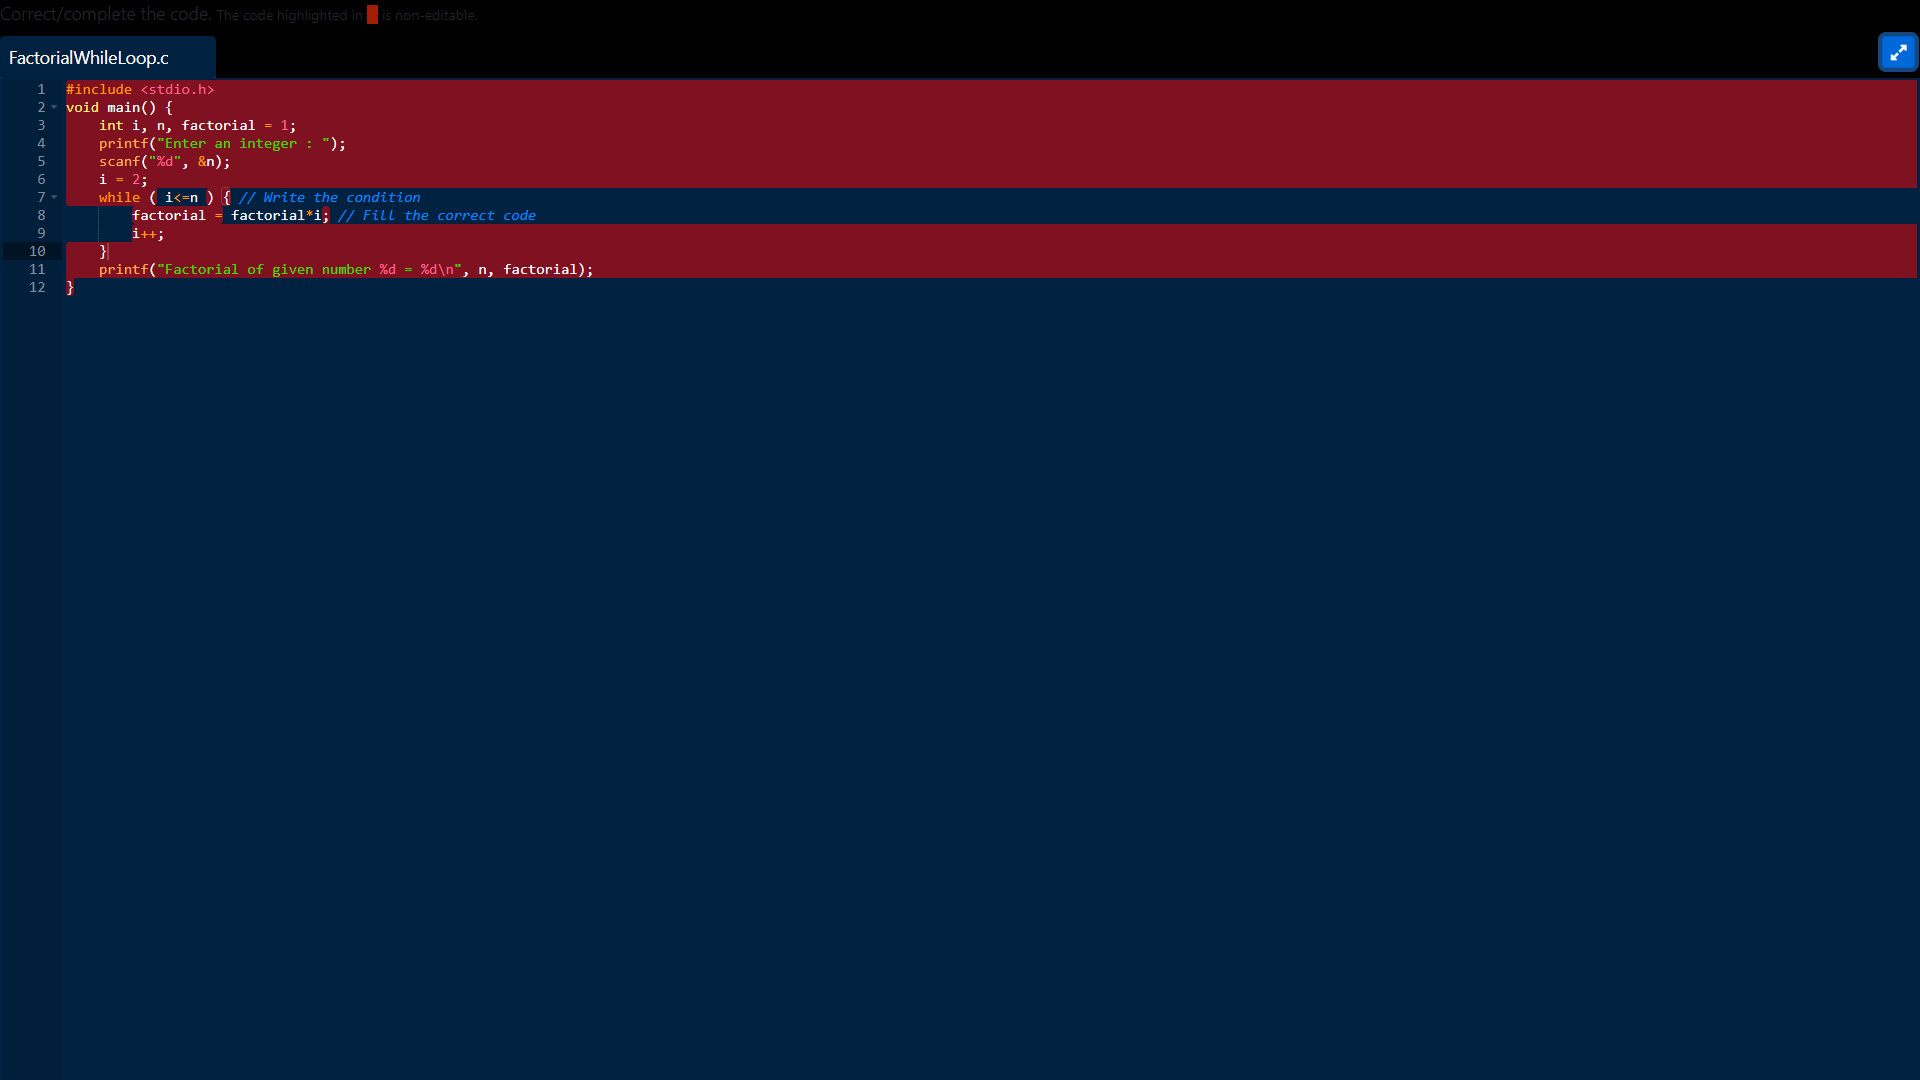 Correct/complete the code. The code highlighted in is non-editable.
FactorialWhileLoop.c
1 #include <stdio.h>
2 void main() {
3 int i, n, factorial = 1;
4 printf("Enter an integer : ");
5 scanf("%d", &n);
6 i = 2;
7 while ( i<=n ) { // Write the condition
8 factorial = factorial*i; // Fill the correct code
9 i++;
10 }
11 printf("Factorial of given number %d = %d\n", n, factorial);
12 }